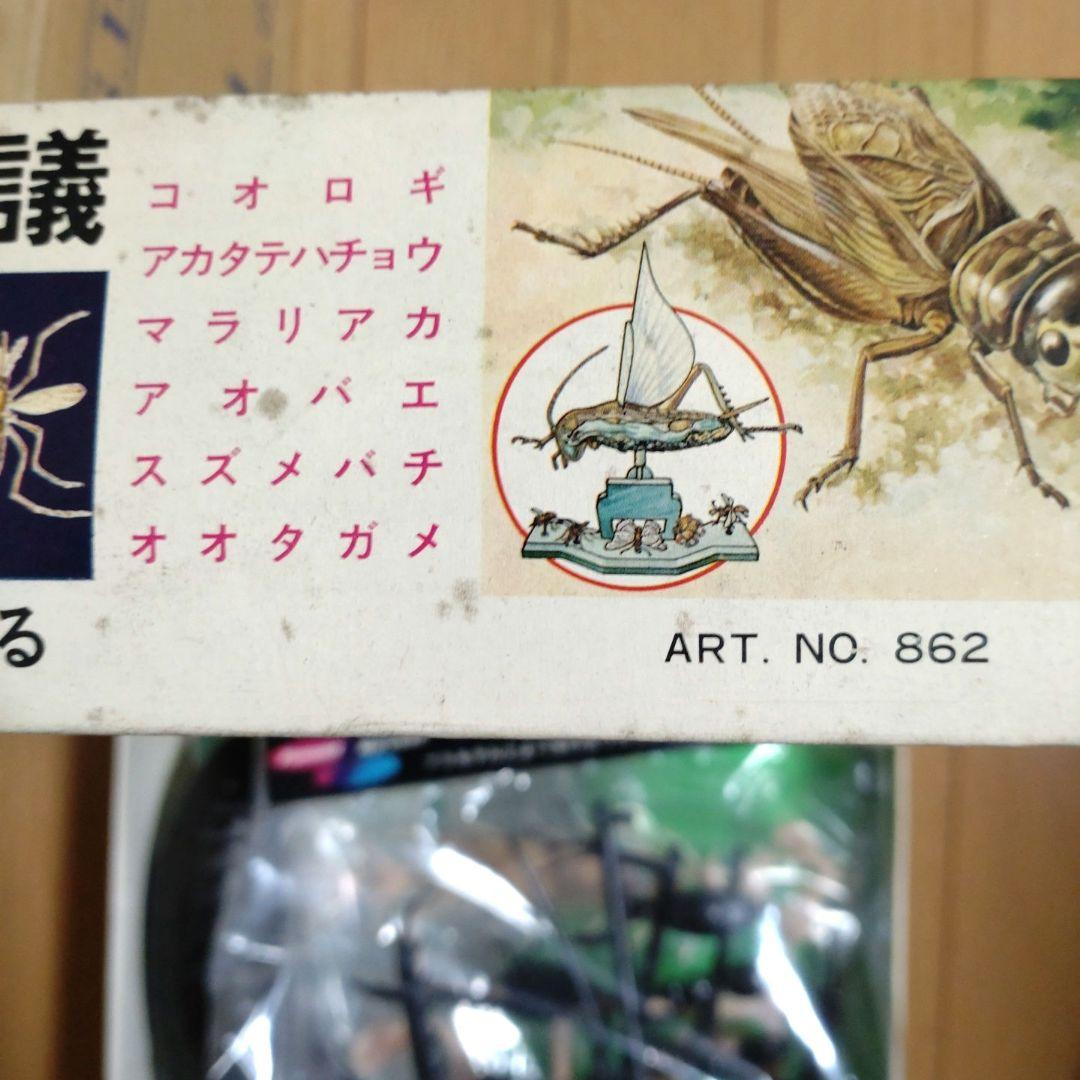 議
コオロギ
アカタテハチョウ
マラリアカ
アオバエ
スズメバチ
オオタガメ
る
ART. NO. 862